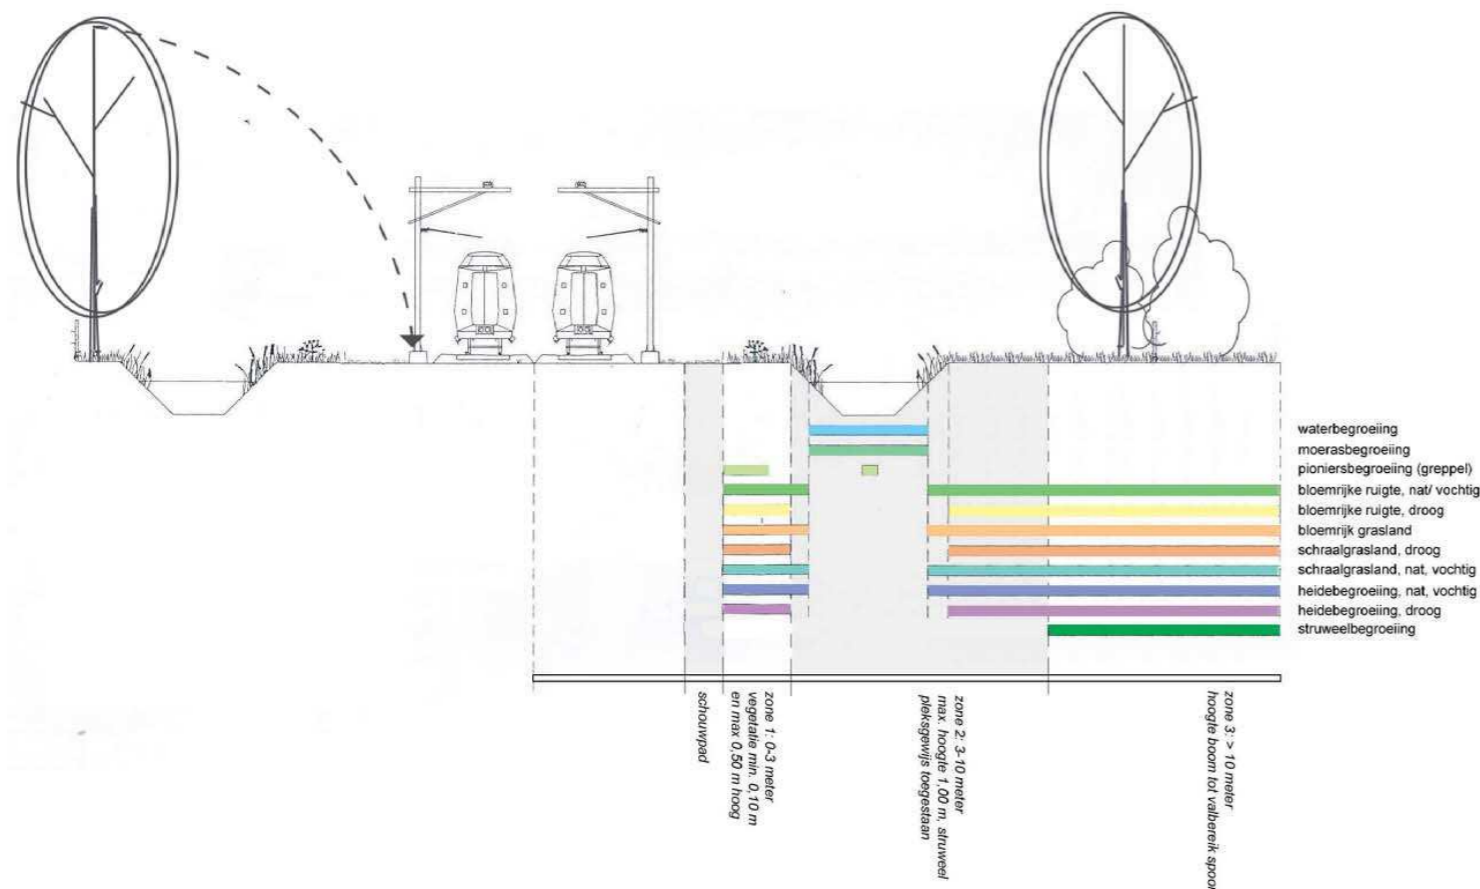 waterbegroeiing
moerasbegroeiing
pioniersbegroeiing (greppel)
bloemrijke ruigte, nat/ vochtig
bloemrijke ruigte, droog
bloemrijk grasland
schraalgrasland, droog
schraalgrasland, nat, vochtig
heidebegroeiing, nat, vochtig
heidebegroeiing, droog
struweelbegroeiing
schouwpad
zone 1: 0-3 meter
vegetatie min. 0,10 m
en max 0,50 m hoog
zone 2: 3-10 meter
max. hoogte 1,00 m, struweel
pleksgewijs toegestaan
zone 3: > 10 meter
hoogte boom tot valbereik spoor